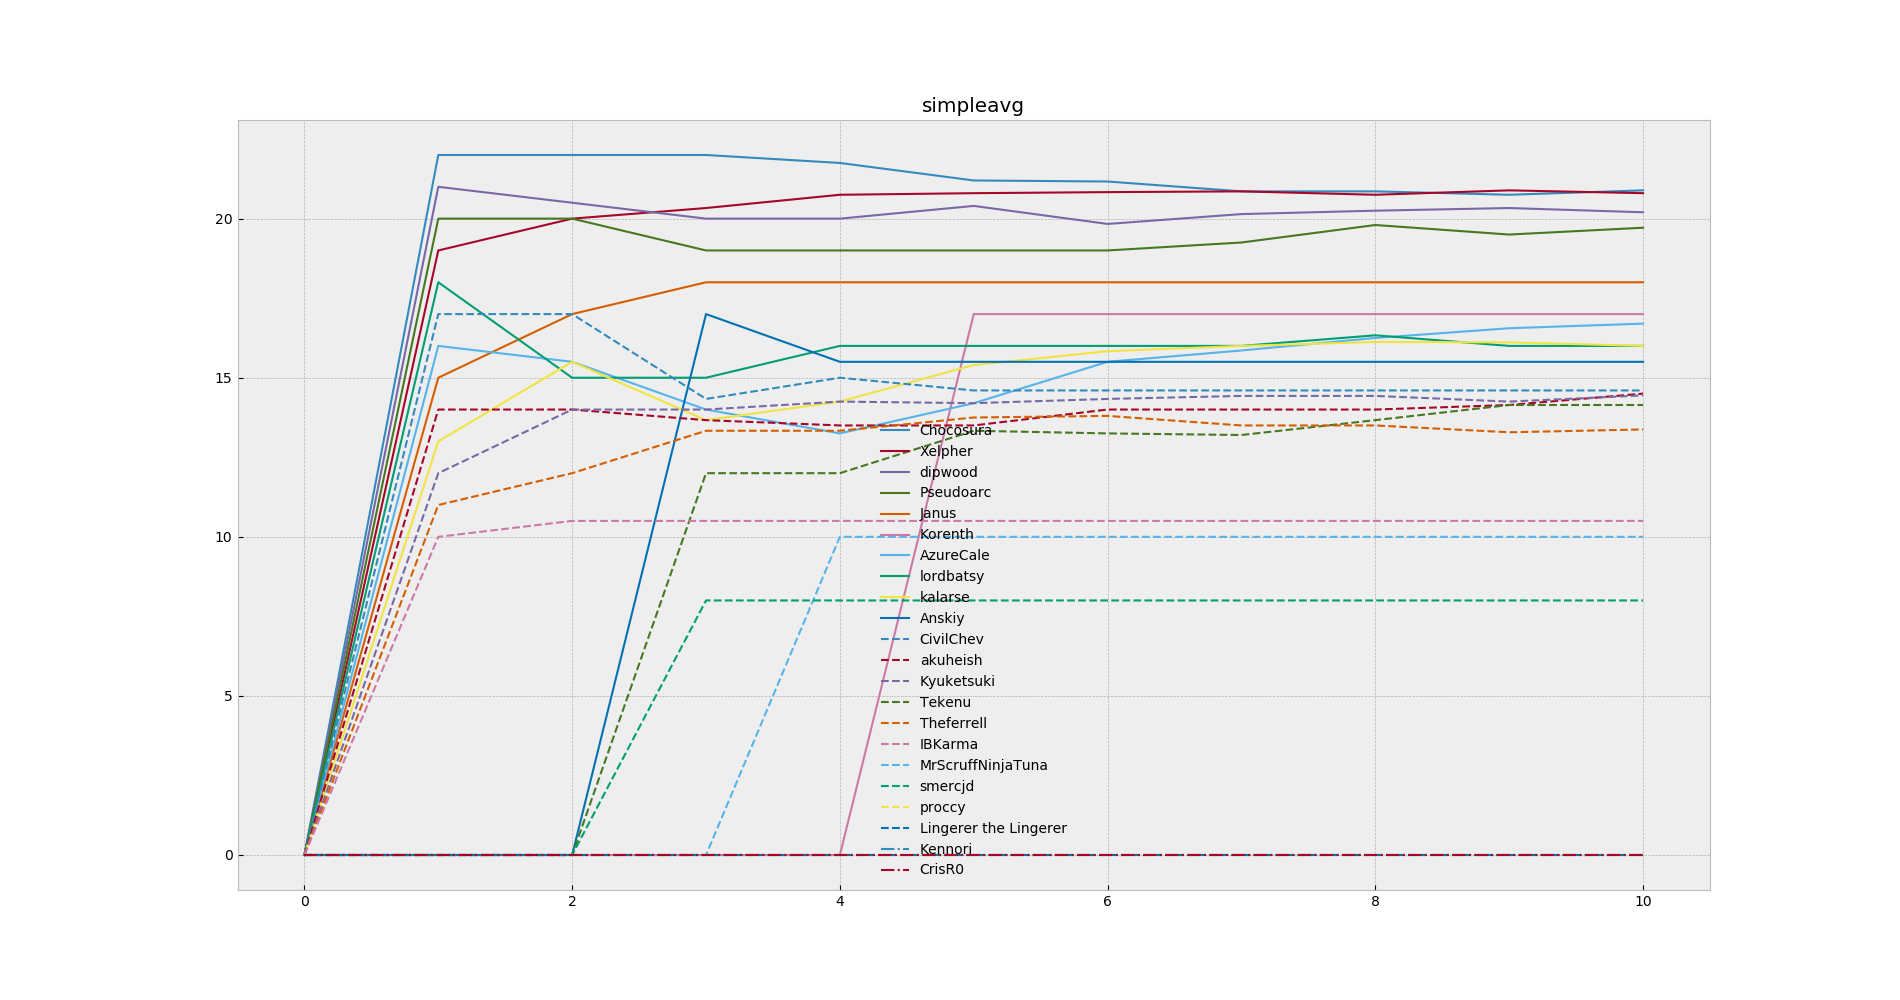 simpleavg
20
15
10
5
0
Chocosura
Xelpher
dipwood
Pseudoarc
Janus
Korenth
AzureCale
lordbatsy
kalarse
Anskiy
CivilChev
akuheish
Kyuketsuki
Tekenu
Theferrell
IBKarma
MrScruffNinjaTuna
smercjd
proccy
Lingerer the Lingerer
Kennori
CrisR0
0 2 4 6 8 10